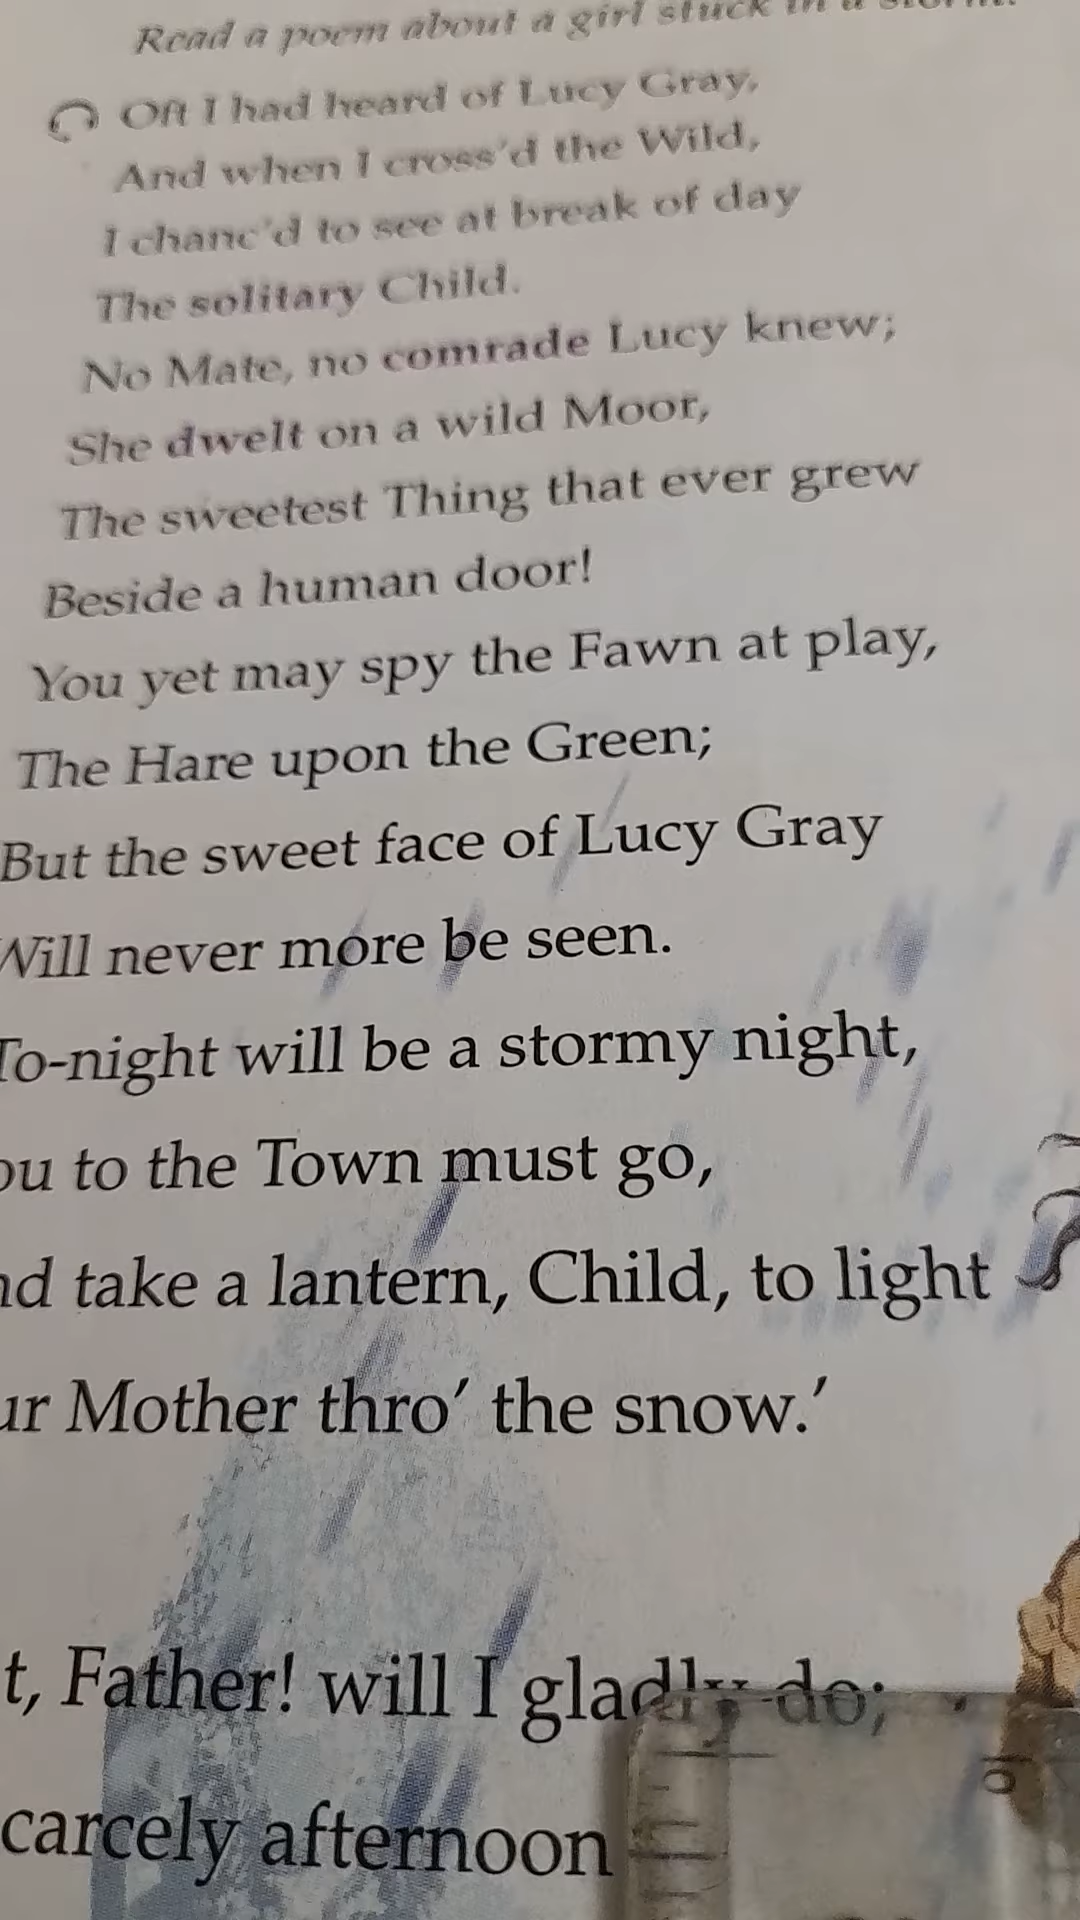 Read a poem about a girl stuck in a storm.
Oft I had heard of Lucy Gray,
And when I cross'd the Wild,
I chanc'd to see at break of day
The solitary Child.
No Mate, no comrade Lucy knew;
She dwelt on a wild Moor,
The sweetest Thing that ever grew
Beside a human door!
You yet may spy the Fawn at play,
The Hare upon the Green;
But the sweet face of Lucy Gray
Will never more be seen.
To-night will be a stormy night,
ou to the Town must go,
nd take a lantern, Child, to light
ur Mother thro' the snow.'
t, Father! will I gladly do;
carcely afternoon